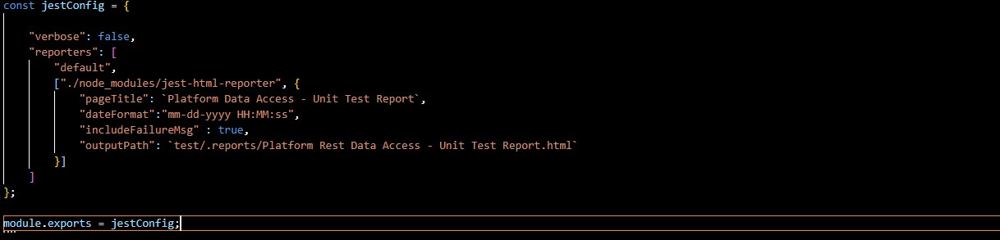 const jestConfig = {
"verbose": false,
"reporters": [
"default",
["./node_modules/jest-html-reporter", {
"pageTitle": `Platform Data Access - Unit Test Report`,
"dateFormat":"mm-dd-yyyy HH:MM:ss",
"includeFailureMsg" : true,
"outputPath": `test/.reports/Platform Rest Data Access - Unit Test Report.html`
}]
]
};
module.exports = jestConfig;